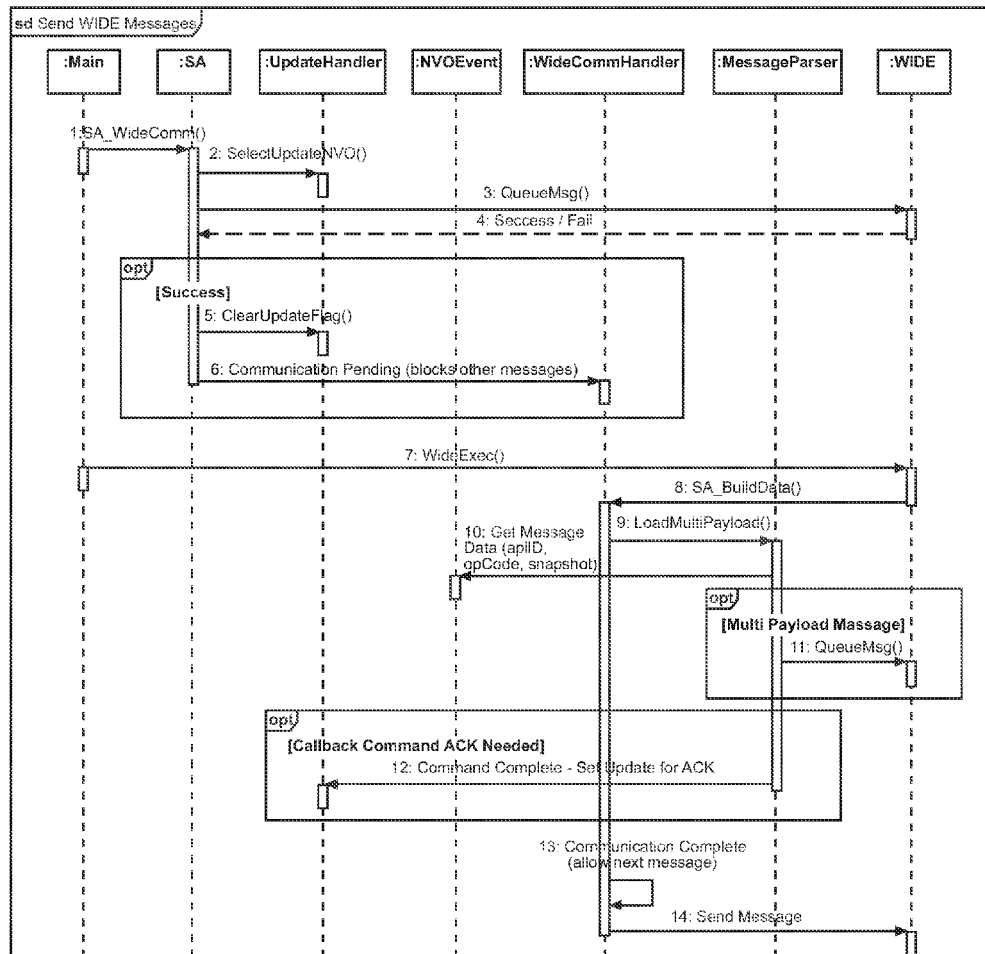 sd Send WIDE Messages
:Main :SA :UpdateHandler :NVOEvent :WideCommHandler :MessageParser :WIDE
1:SA_WideComm()
2: SelectUpdateNVO()
3: QueueMsg()
4: Seccess / Fail
opt
[Success]
5: ClearUpdateFlag()
6: Communication Pending (blocks other messages)
7: WideExec()
8: SA_BuildData()
9: LoadMultiPayload()
10: Get Message
Data (apiID,
opCode, snapshot)
opt
[Multi Payload Massage]
11: QueueMsg()
opt
[Callback Command ACK Needed]
12: Command Complete - Set Update for ACK
13: Communication Complete
(allow next message)
14: Send Message